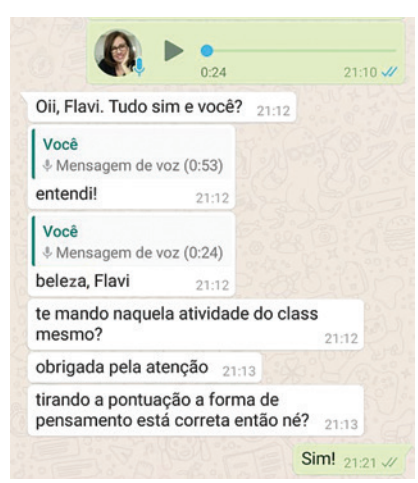 0:24 21:10
Oii, Flavi. Tudo sim e você? 21:12
Você
Mensagem de voz (0:53)
entendi! 21:12
Você
Mensagem de voz (0:24)
beleza, Flavi 21:12
te mando naquela atividade do class
mesmo? 21:12
obrigada pela atenção 21:13
tirando a pontuação a forma de
pensamento está correta então né? 21:13
Sim! 21:21